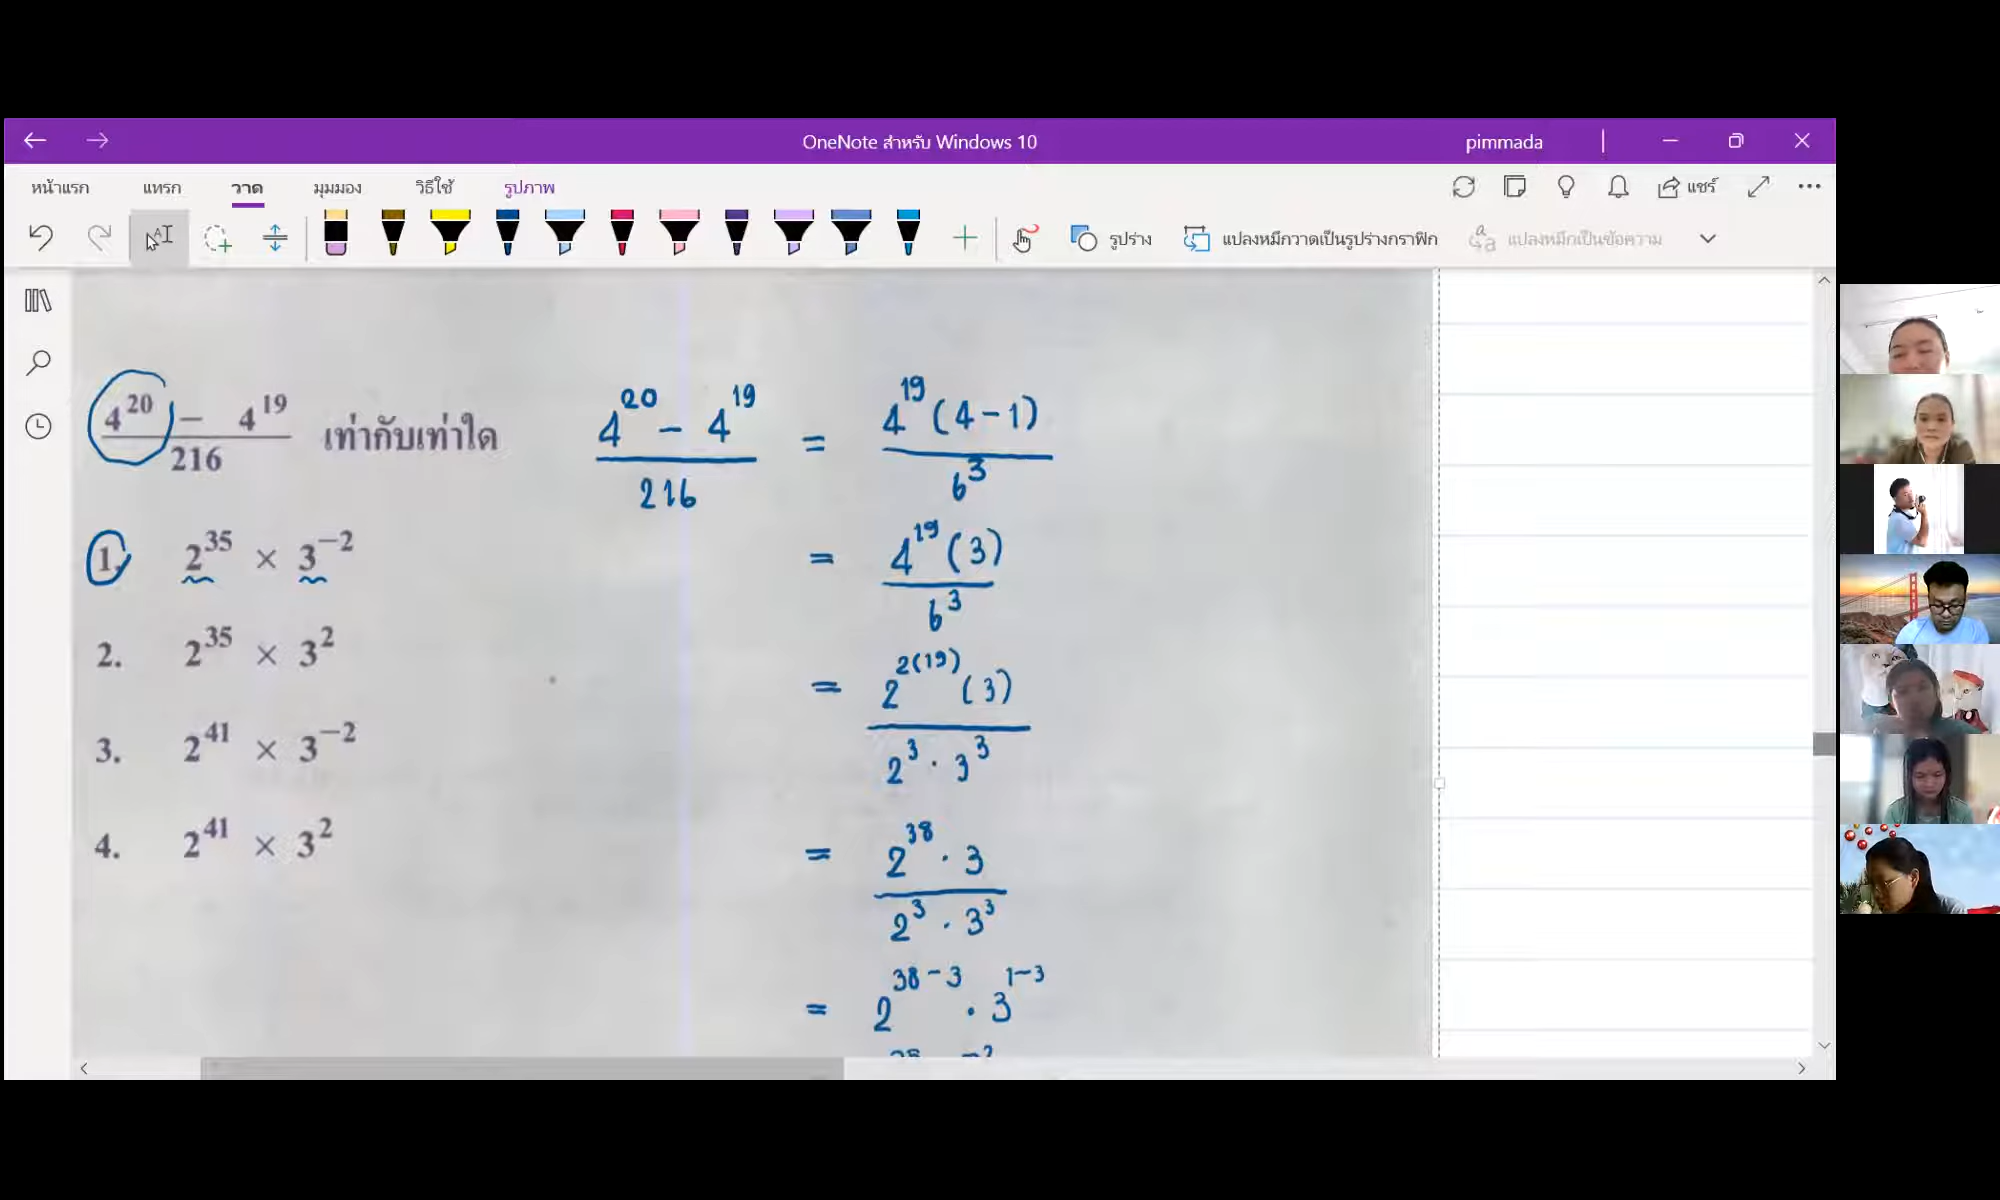 OneNote สำหรับ Windows 10
pimmada
หน้าแรก แทรก วาด มุมมอง วิธีใช้ รูปภาพ
แชร์
รูปร่าง แปลงหมึกวาดเป็นรูปร่างกราฟิก แปลงหมึกเป็นข้อความ
4^20 - 4^19 / 216 เท่ากับเท่าใด
1. 2^35 × 3^-2
2. 2^35 × 3^2
3. 2^41 × 3^-2
4. 2^41 × 3^2
4^20 - 4^19 / 216 = 4^19 (4-1) / 6^3
= 4^19 (3) / 6^3
= 2^2(19) (3) / 2^3 · 3^3
= 2^38 · 3 / 2^3 · 3^3
= 2^38-3 · 3^1-3